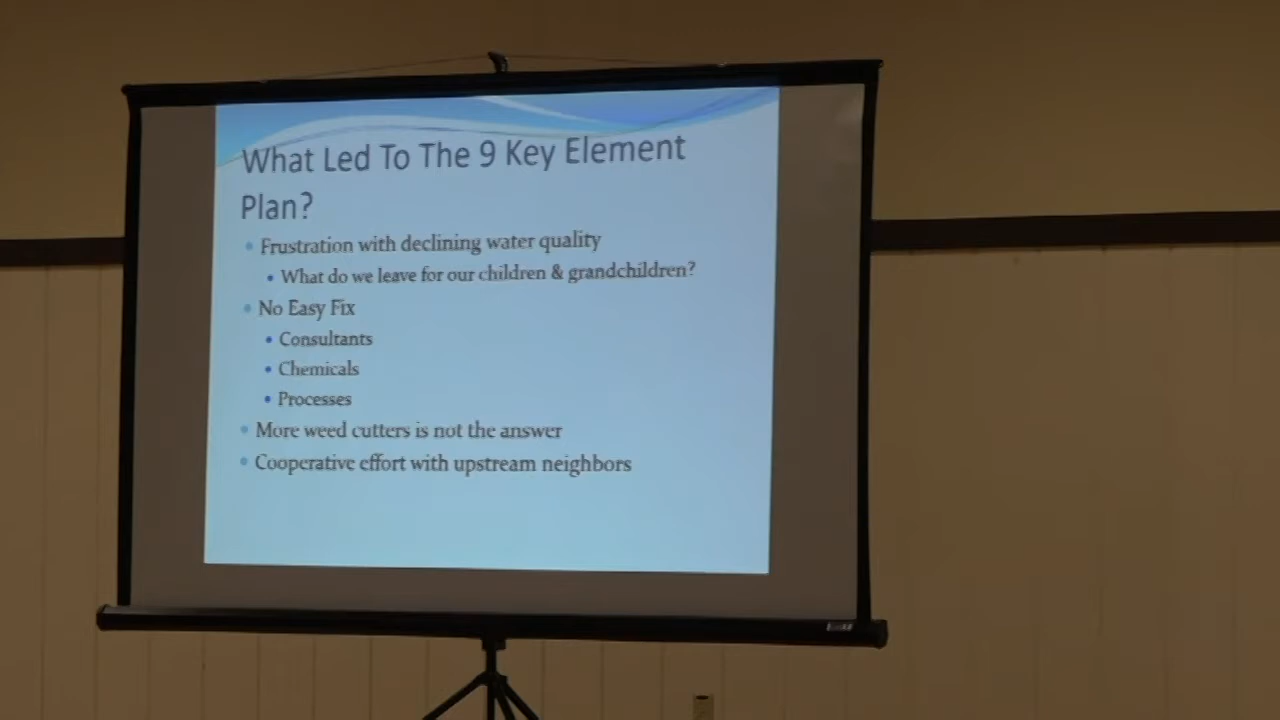 What Led To The 9 Key Element
Plan?
Frustration with declining water quality
What do we leave for our children & grandchildren?
No Easy Fix
Consultants
Chemicals
Processes
More weed cutters is not the answer
Cooperative effort with upstream neighbors